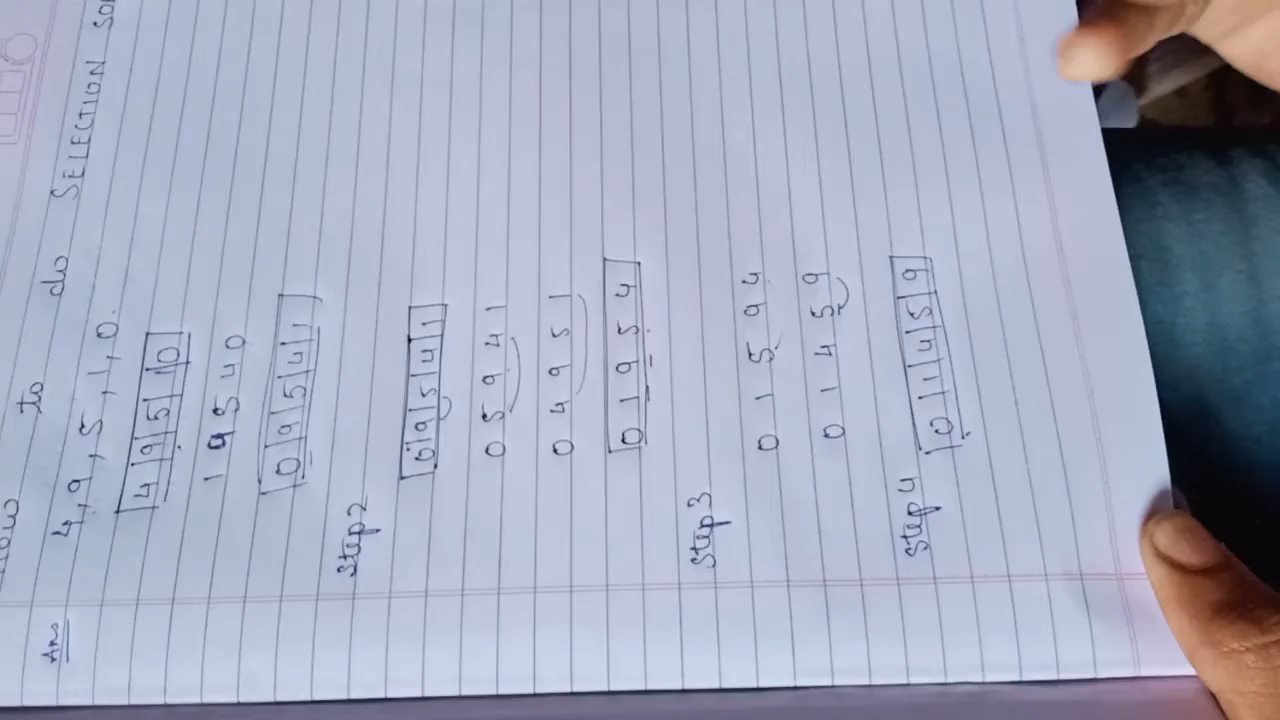 How to do SELECTION SO
Ans 4, 9, 5, 1, 0.
4 9 5 1 0
1 9 5 4 0
0 9 5 4 1
Step 2
0 9 5 4 1
0 5 9 4 1
0 4 9 5 1
0 1 9 5 4
Step 3
0 1 5 9 4
0 1 4 5 9
Step 4
0 1 4 5 9